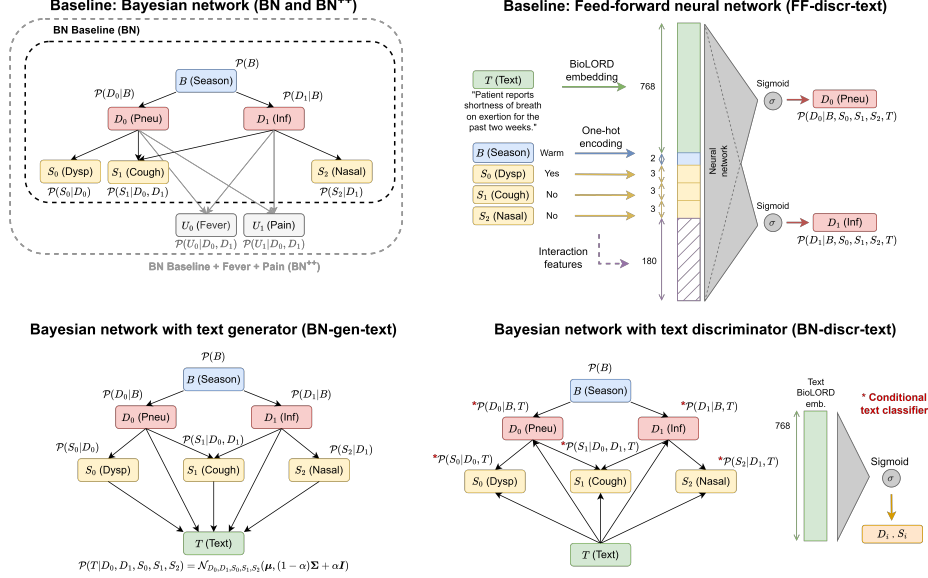 Baseline: Bayesian network (BN and BN⁺⁺)
BN Baseline (BN)
𝒫(B)
B (Season)
𝒫(D₀|B)
𝒫(D₁|B)
D₀ (Pneu)
D₁ (Inf)
S₀ (Dysp)
S₁ (Cough)
S₂ (Nasal)
𝒫(S₀|D₀)
𝒫(S₁|D₀, D₁)
𝒫(S₂|D₁)
U₀ (Fever)
U₁ (Pain)
𝒫(U₀|D₀, D₁)
𝒫(U₁|D₀, D₁)
BN Baseline + Fever + Pain (BN⁺⁺)
Baseline: Feed-forward neural network (FF-discr-text)
T (Text)
"Patient reports
shortness of breath
on exertion for the
past two weeks."
BioLORD
embedding
768
One-hot
encoding
B (Season)
Warm
2
S₀ (Dysp)
Yes
3
S₁ (Cough)
No
3
S₂ (Nasal)
No
3
Interaction
features
180
Neural
network
Sigmoid
σ
D₀ (Pneu)
𝒫(D₀|B, S₀, S₁, S₂, T)
Sigmoid
σ
D₁ (Inf)
𝒫(D₁|B, S₀, S₁, S₂, T)
Bayesian network with text generator (BN-gen-text)
𝒫(B)
B (Season)
𝒫(D₀|B)
𝒫(D₁|B)
D₀ (Pneu)
D₁ (Inf)
𝒫(S₀|D₀)
𝒫(S₁|D₀, D₁)
𝒫(S₂|D₁)
S₀ (Dysp)
S₁ (Cough)
S₂ (Nasal)
T (Text)
𝒫(T|D₀, D₁, S₀, S₁, S₂) = 𝒩_D₀,D₁,S₀,S₁,S₂(μ, (1 − α)Σ + αI)
Bayesian network with text discriminator (BN-discr-text)
𝒫(B)
B (Season)
*𝒫(D₀|B, T)
*𝒫(D₁|B, T)
D₀ (Pneu)
D₁ (Inf)
*𝒫(S₁|D₀, D₁, T)
*𝒫(S₀|D₀, T)
*𝒫(S₂|D₁, T)
S₀ (Dysp)
S₁ (Cough)
S₂ (Nasal)
T (Text)
Text
BioLORD
emb.
768
* Conditional
text classifier
Sigmoid
σ
Dᵢ , Sᵢ